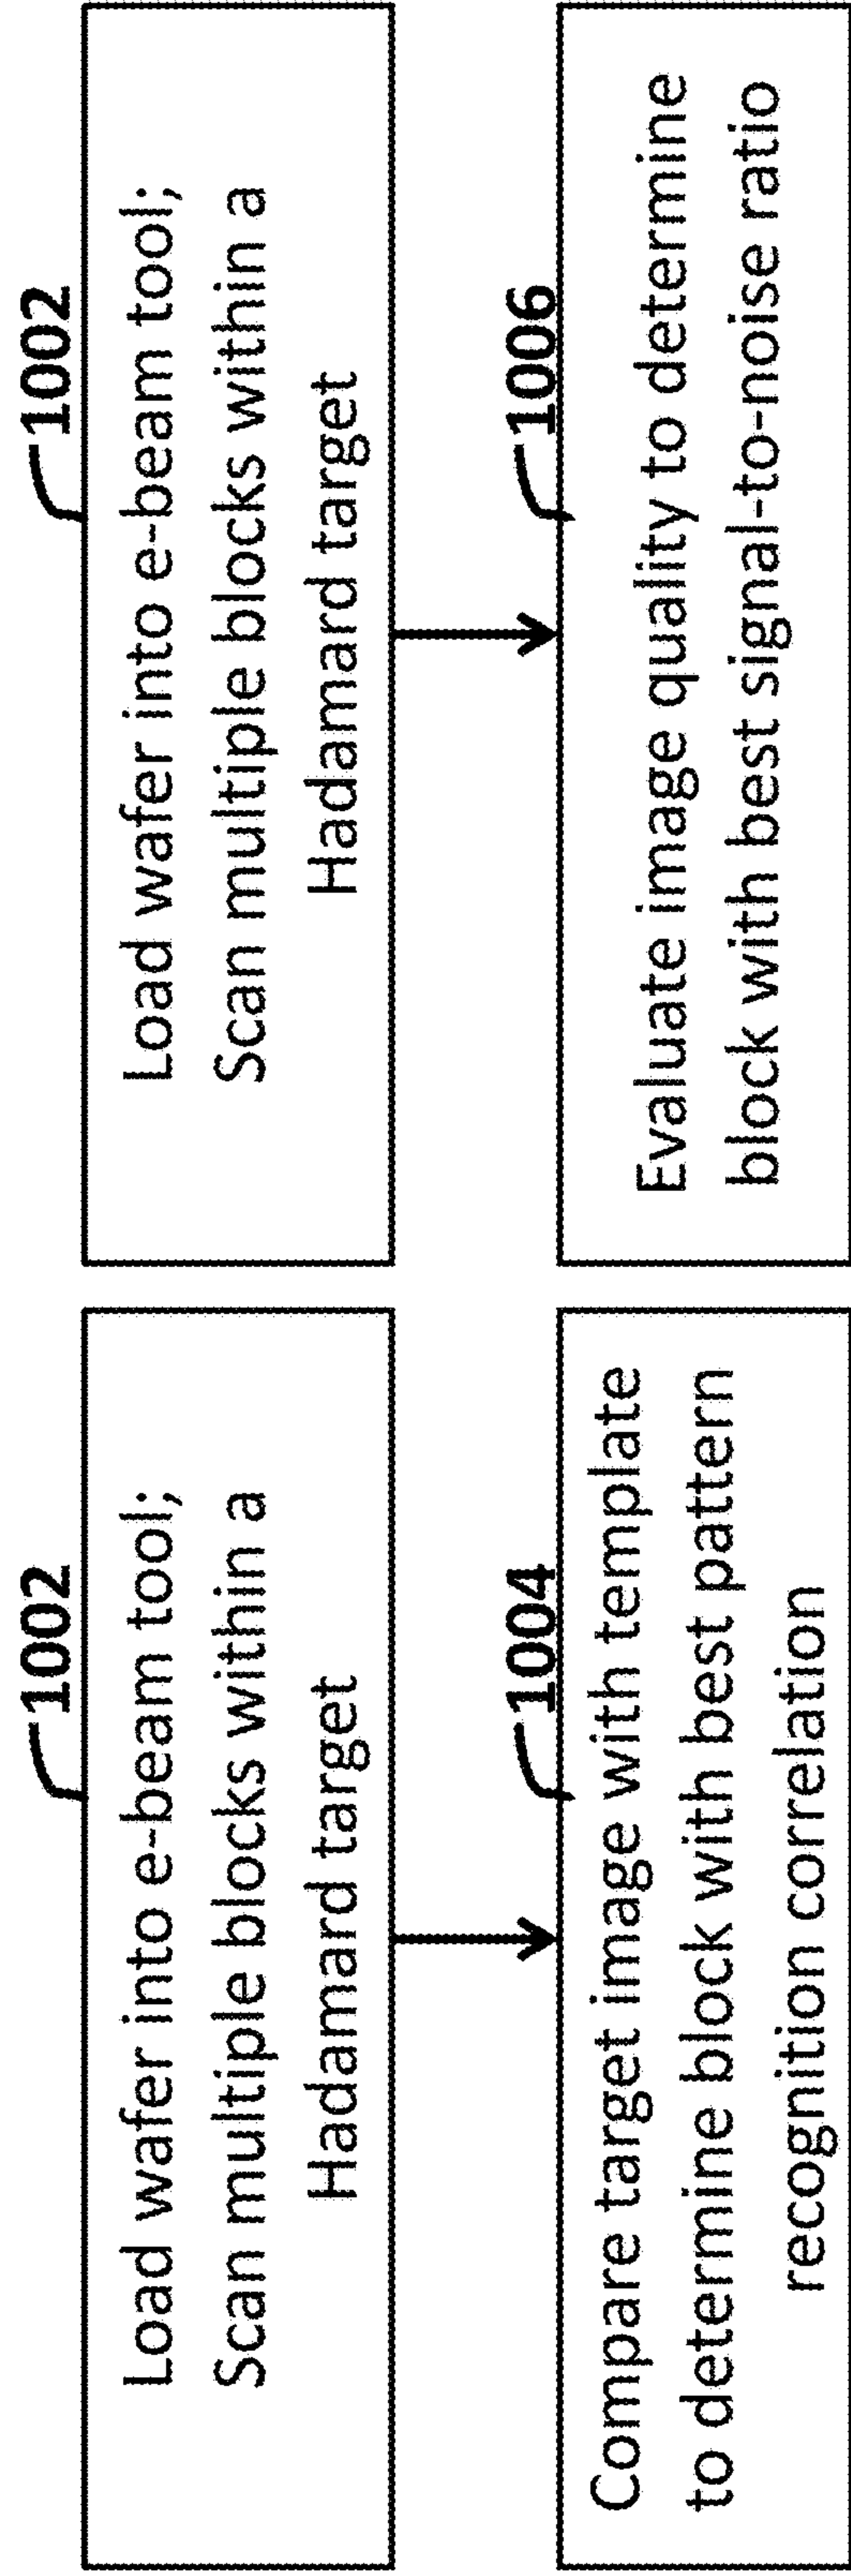 1002
Load wafer into e-beam tool;
Scan multiple blocks within a
Hadamard target
1004
Compare target image with template
to determine block with best pattern
recognition correlation
1002
Load wafer into e-beam tool;
Scan multiple blocks within a
Hadamard target
1006
Evaluate image quality to determine
block with best signal-to-noise ratio